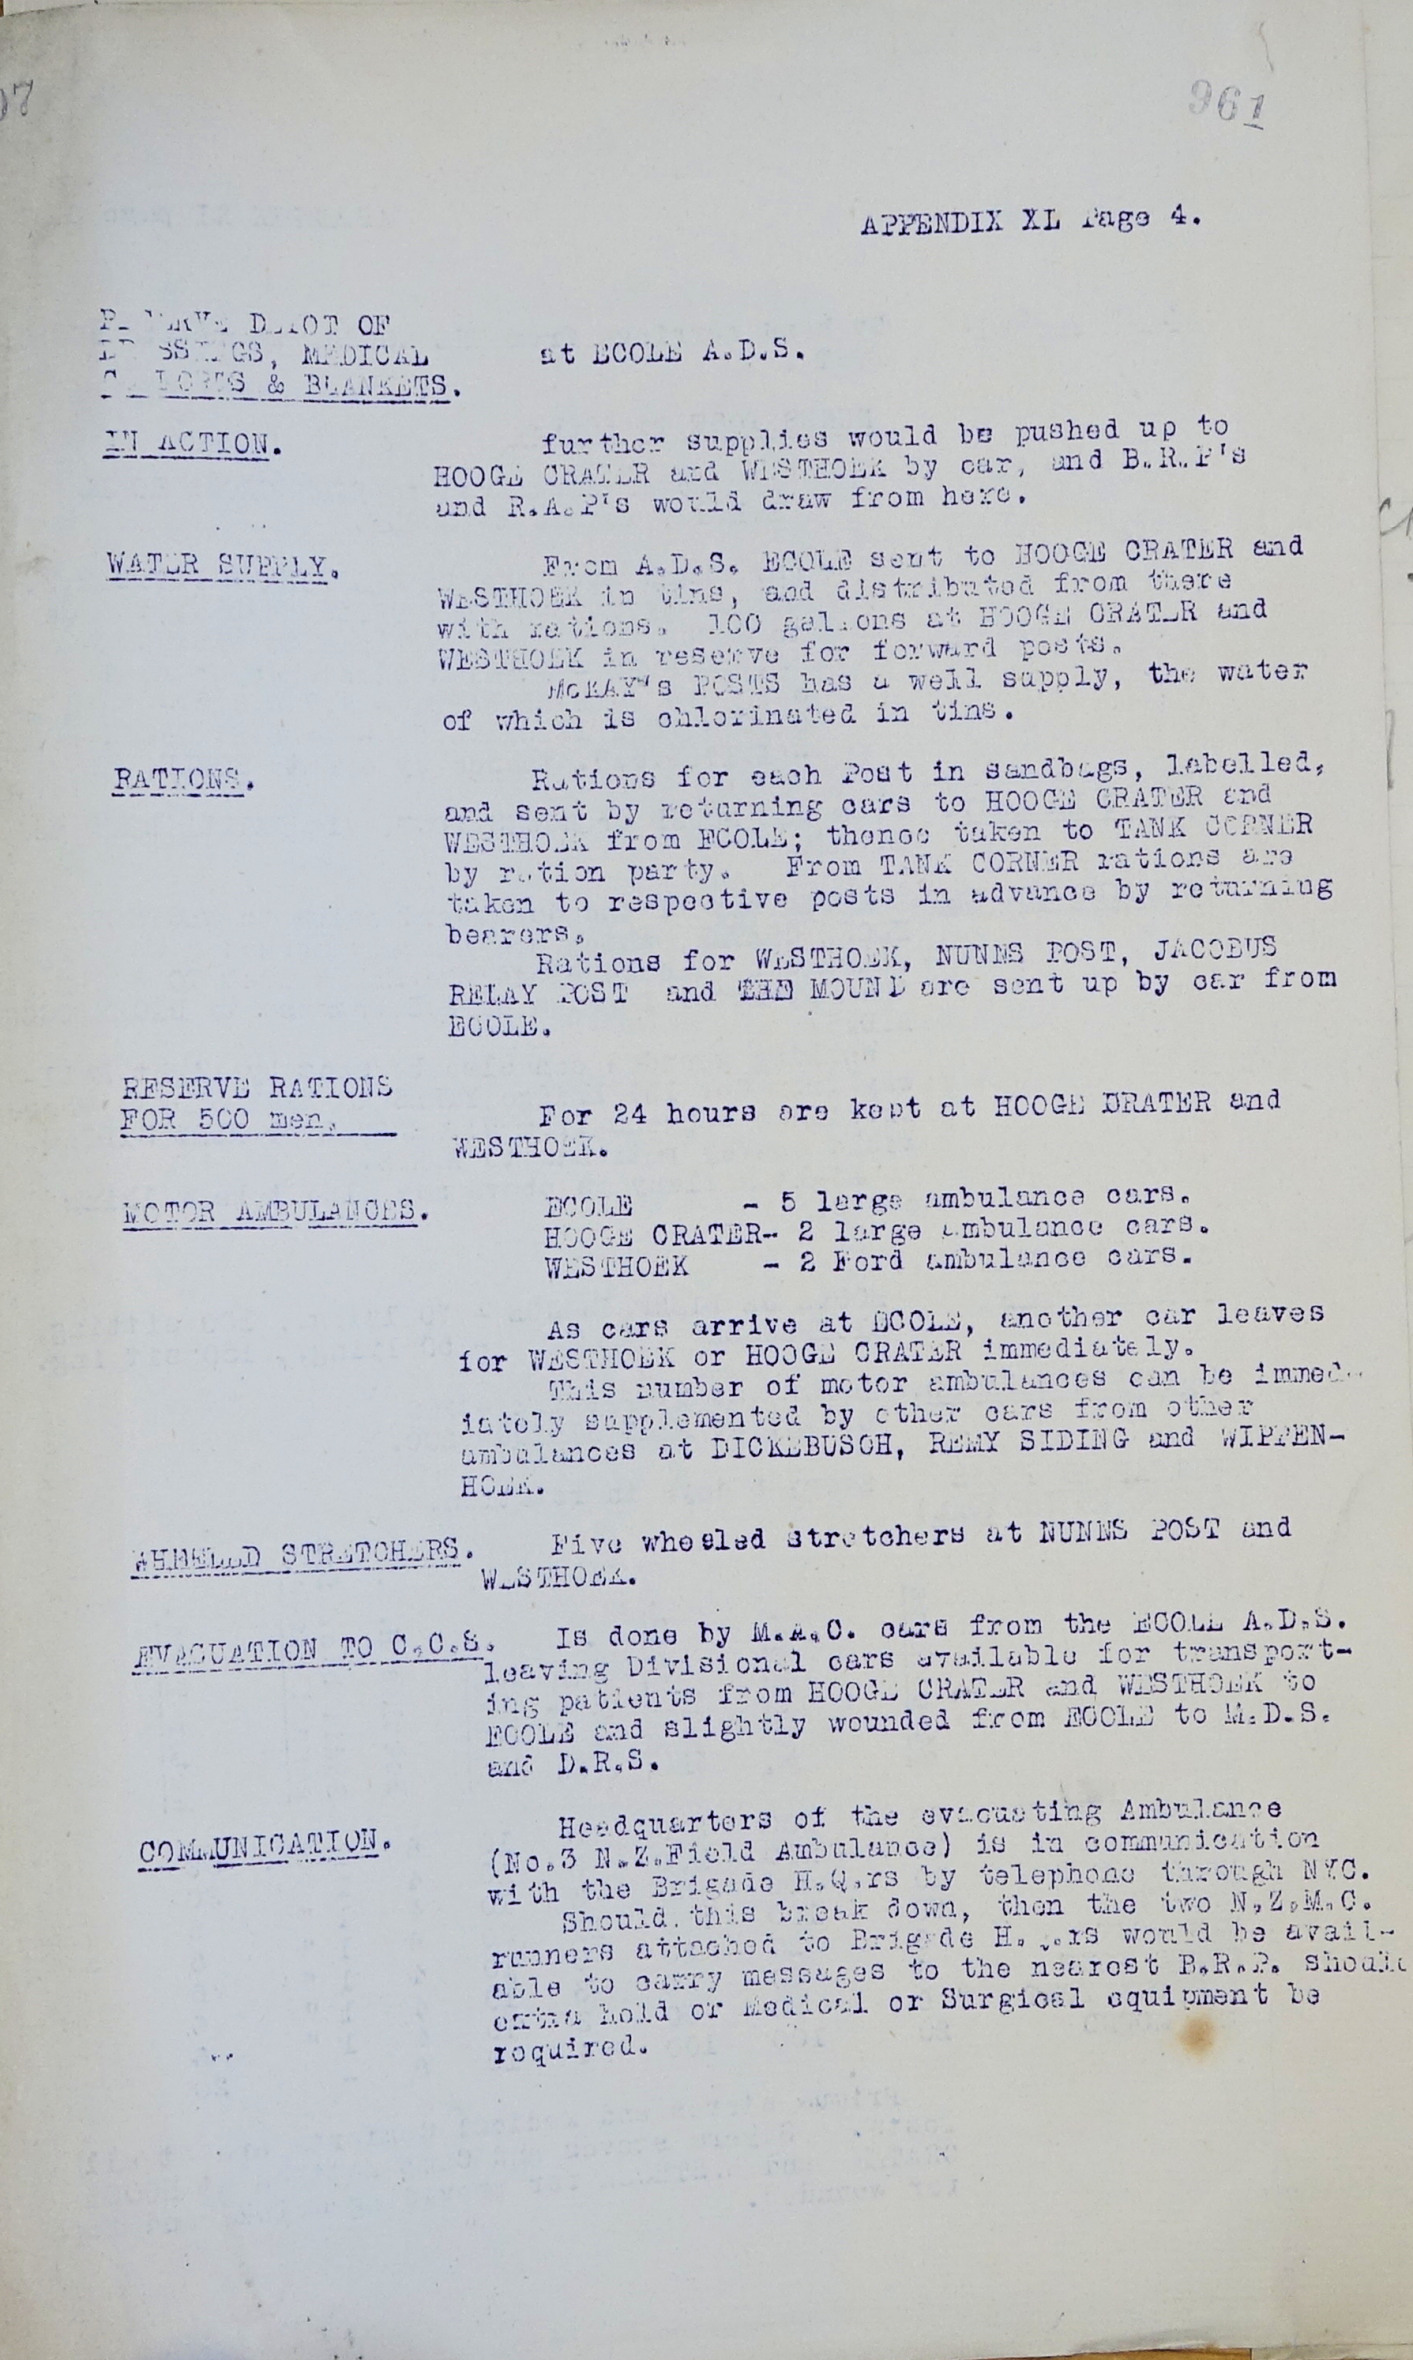 961
APPENDIX XL Page 4.
RESERVE DEPOT OF
DRESSINGS, MEDICAL
COMFORTS & BLANKETS.
at ECOLE A.D.S.
IN ACTION.
further supplies would be pushed up to
HOOGE CRATER and WESTHOEK by car, and B.R.P's
and R.A.P's would draw from here.
WATER SUPPLY.
From A.D.S. ECOLE sent to HOOGE CRATER and
WESTHOEK in tins, and distributed from there
with rations. 100 gallons at HOOGE CRATER and
WESTHOEK in reserve for forward posts.
McKAY"s POSTS has a well supply, the water
of which is chlorinated in tins.
RATIONS.
Rations for each Post in sandbags, labelled,
and sent by returning cars to HOOGE CRATER and
WESTHOEK from ECOLE; thence taken to TANK CORNER
by ration party. From TANK CORNER rations are
taken to respective posts in advance by returning
bearers.
Rations for WESTHOEK, NUNNS POST, JACOBUS
RELAY POST and THE MOUND are sent up by car from
ECOLE.
RESERVE RATIONS
FOR 500 men.
For 24 hours are kept at HOOGE DRATER and
WESTHOEK.
MOTOR AMBULANCES.
ECOLE - 5 large ambulance cars.
HOOGE CRATER- 2 large ambulance cars.
WESTHOEK - 2 Ford ambulance cars.
As cars arrive at ECOLE, another car leaves
for WESTHOEK or HOOGE CRATER immediately.
This number of motor ambulances can be immed-
iately supplemented by other cars from other
ambulances at DICKEBUSCH, REMY SIDING and WIPPEN-
HOEK.
WHEELED STRETCHERS.
Five wheeled stretchers at NUNNS POST and
WESTHOEK.
EVACUATION TO C.C.S.
Is done by M.A.C. cars from the ECOLE A.D.S.
leaving Divisional cars available for transport-
ing patients from HOOGE CRATER and WESTHOEK to
ECOLE and slightly wounded from ECOLE to M.D.S.
and D.R.S.
COMMUNICATION.
Headquarters of the evacuating Ambulance
(No.3 N.Z.Field Ambulance) is in communication
with the Brigade H.Q.rs by telephone through NYC.
Should this break down, then the two N.Z.M.C.
runners attached to Brigade H.Q.rs would be avail-
able to carry messages to the nearest B.R.P. should
extra hold or Medical or Surgical equipment be
required.